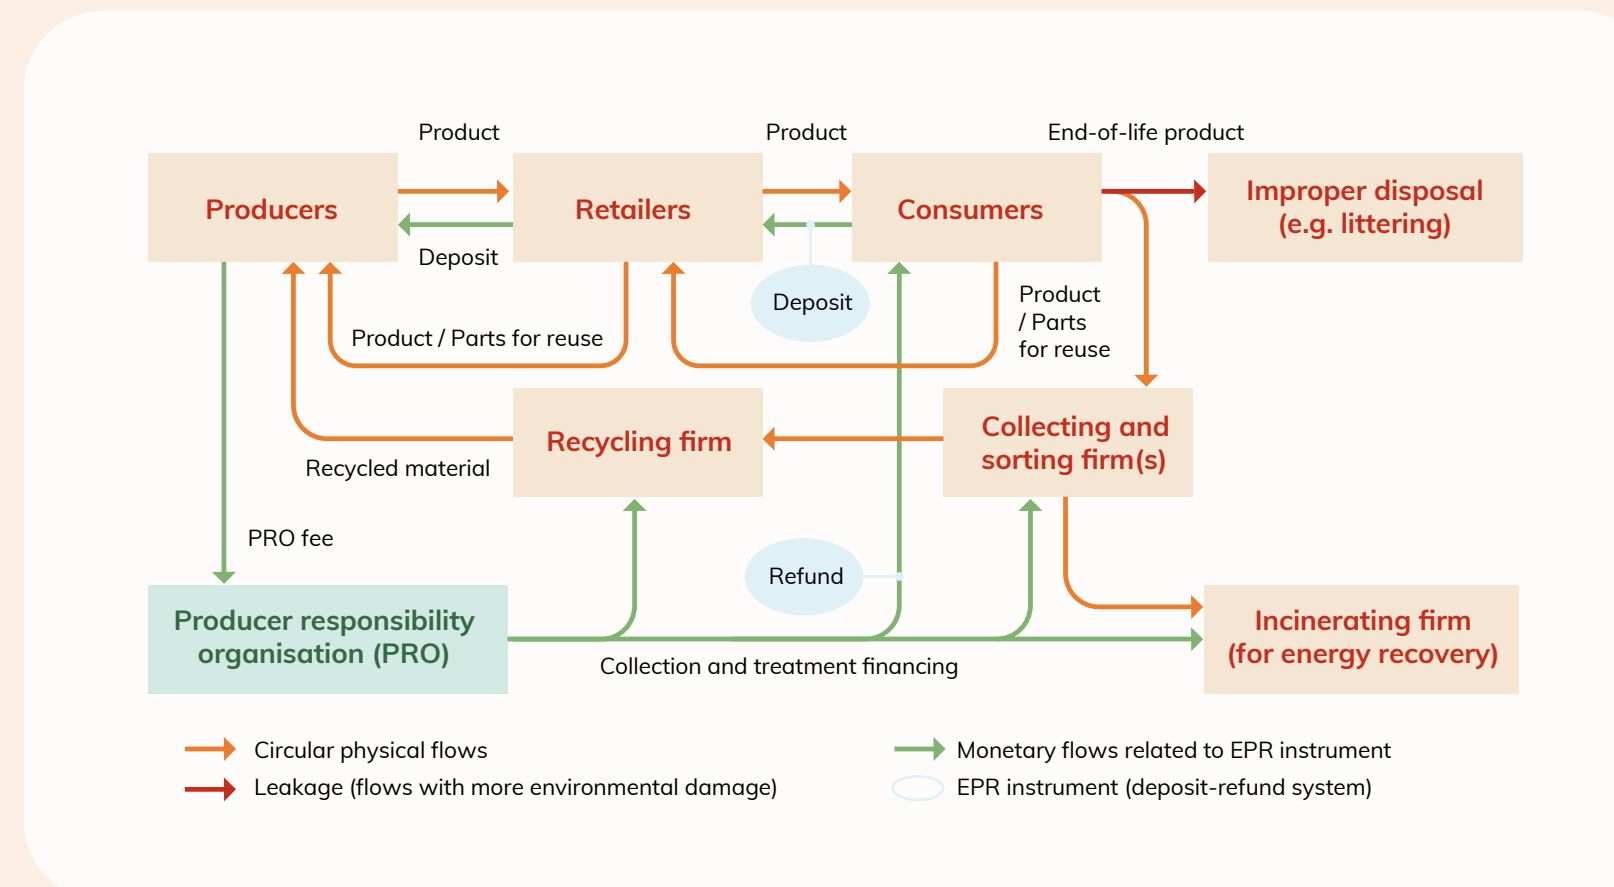 Product
Product
End-of-life product
Producers
Retailers
Consumers
Improper disposal
(e.g. littering)
Deposit
Deposit
Product
/ Parts
for reuse
Product / Parts for reuse
Recycling firm
Collecting and
sorting firm(s)
Recycled material
PRO fee
Refund
Producer responsibility
organisation (PRO)
Incinerating firm
(for energy recovery)
Collection and treatment financing
Circular physical flows
Monetary flows related to EPR instrument
Leakage (flows with more environmental damage)
EPR instrument (deposit-refund system)